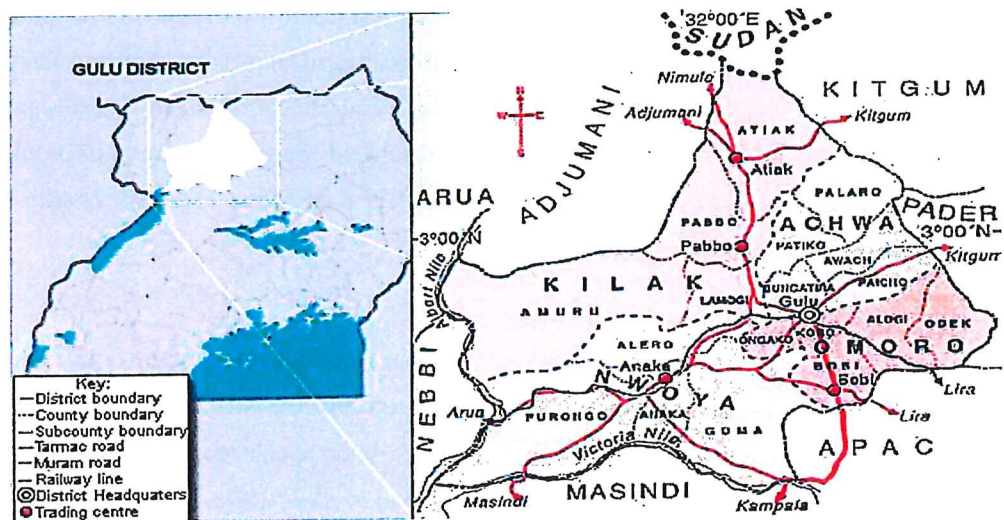 GULU DISTRICT
Key:
District boundary
County boundary
Subcounty boundary
Tarmac road
Muram road
Railway line
District Headquaters
Trading centre
32°00'E
SUDAN
Nimule
KITGUM
Adjumani
ATIAK
Kitgum
Atiak
ADJUMANI
ARUA
PALARO
PABBO
ACHWA
PADER
3°00'N
3°00'N
Pabbo
PATIKO
AWACH
Kitgum
Albert Nile
KILAK
BUNGATIRA
PAICHO
LAMOGI
Gulu
AMURU
ALOGI
ODEK
KORO
ONGAKO
OMORO
ALERO
BOBI
Anaka
Bobi
NWOYA
Lira
NEBBI
Arua
PURONGO
ANAKA
GOMA
Lira
Victoria Nile
APAC
Masindi
MASINDI
Kampala